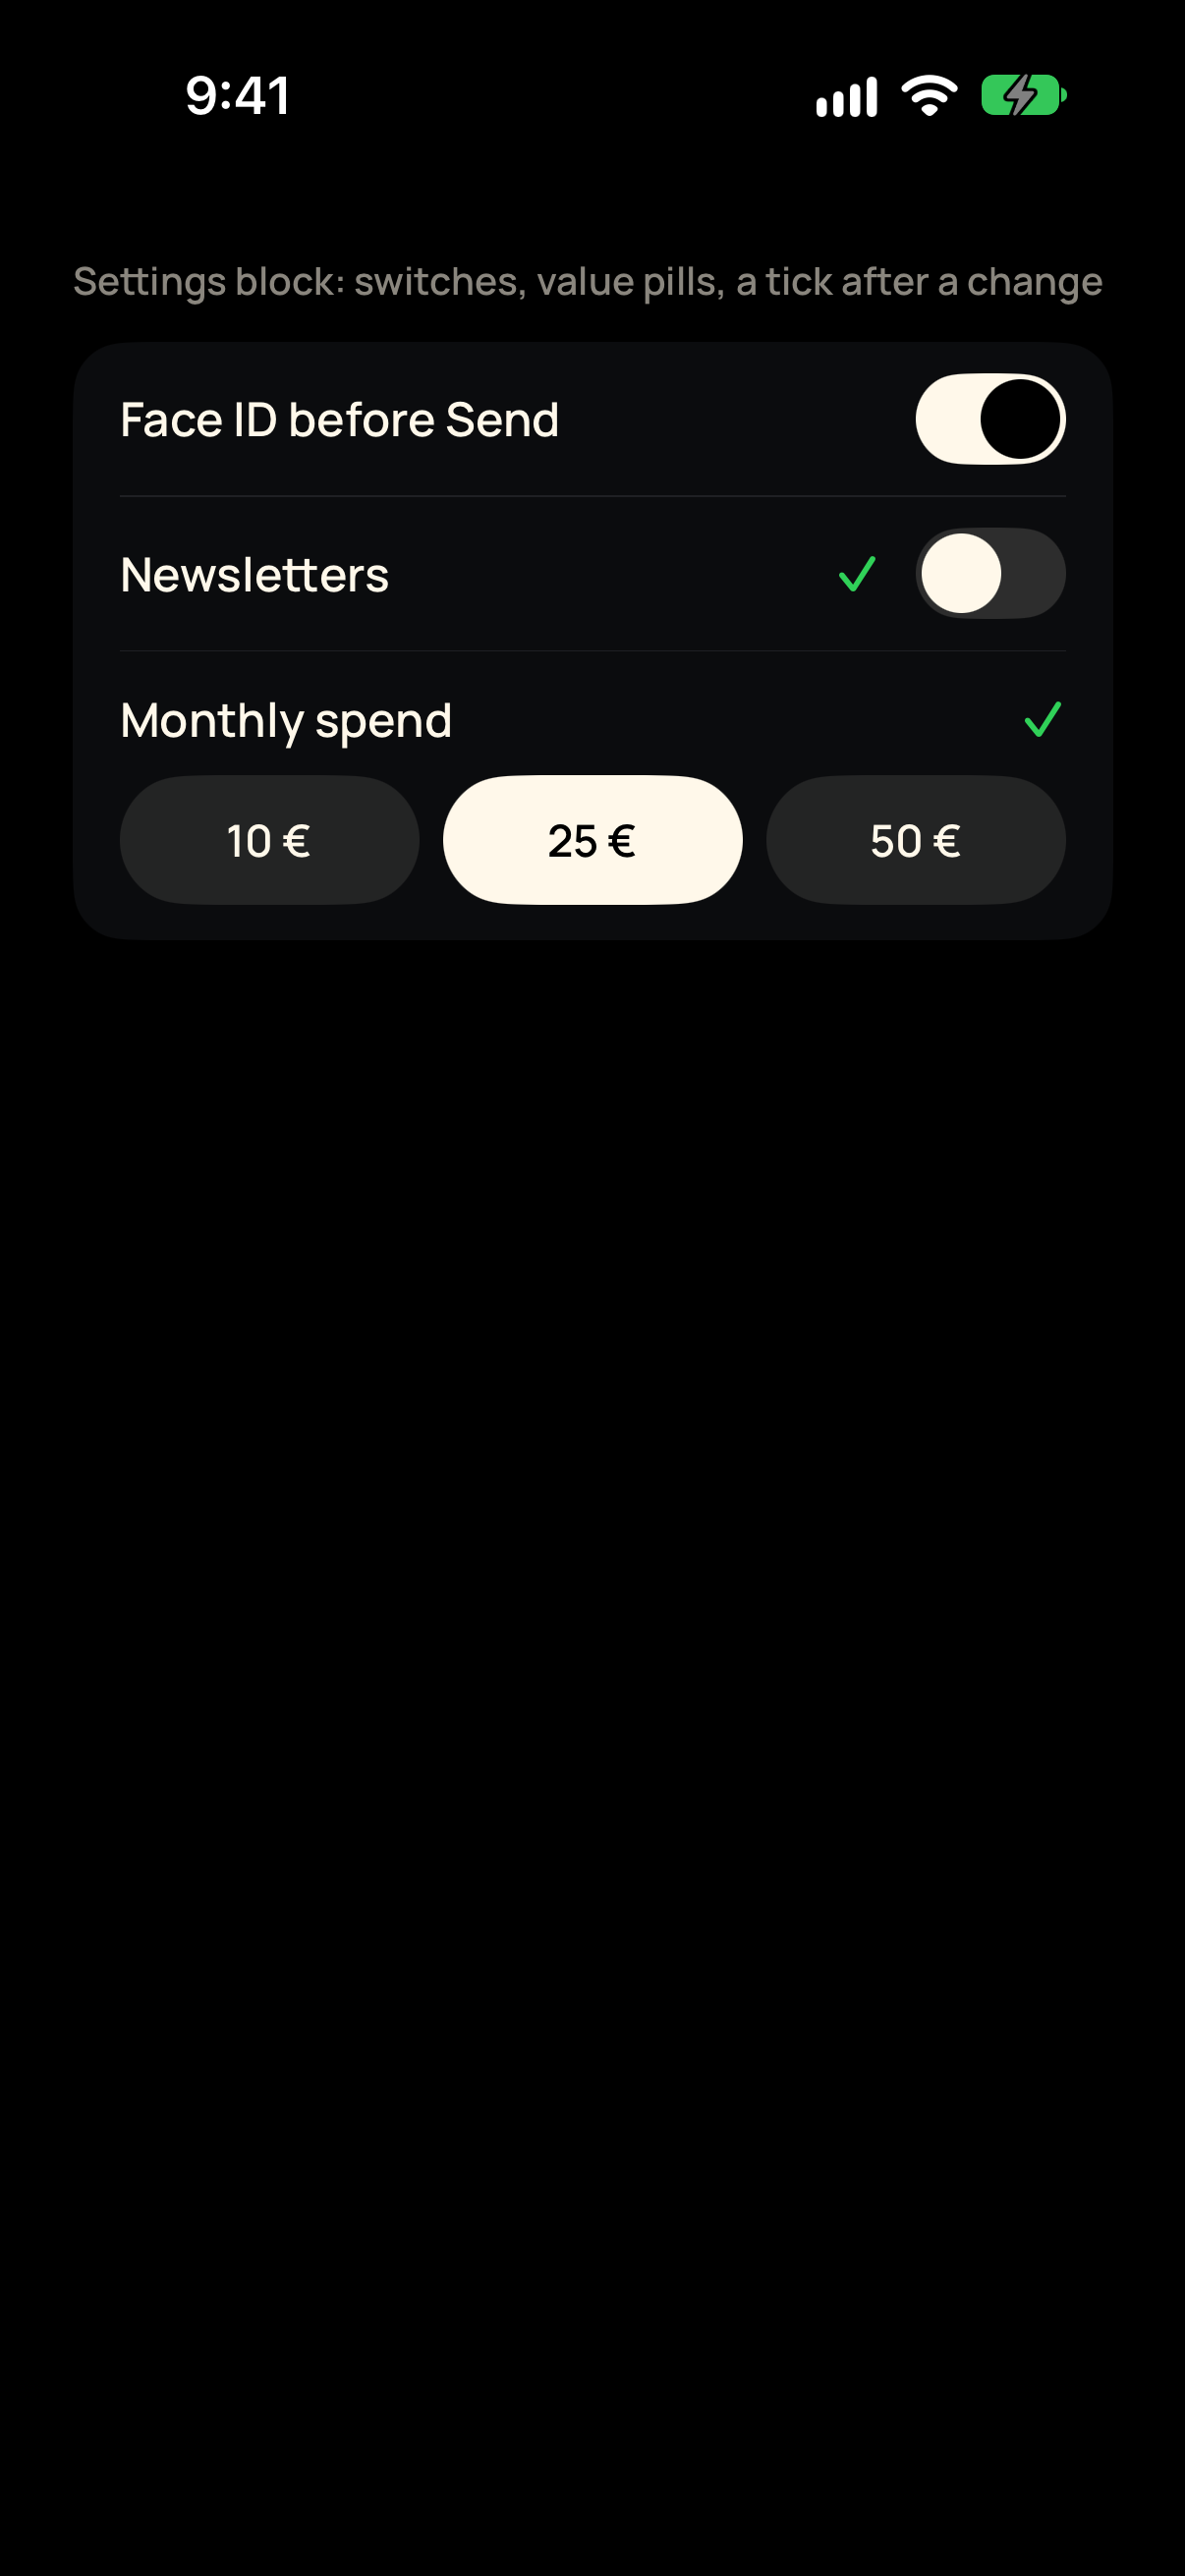 9:41
Settings block: switches, value pills, a tick after a change
Face ID before Send
Newsletters
Monthly spend
10 €
25 €
50 €